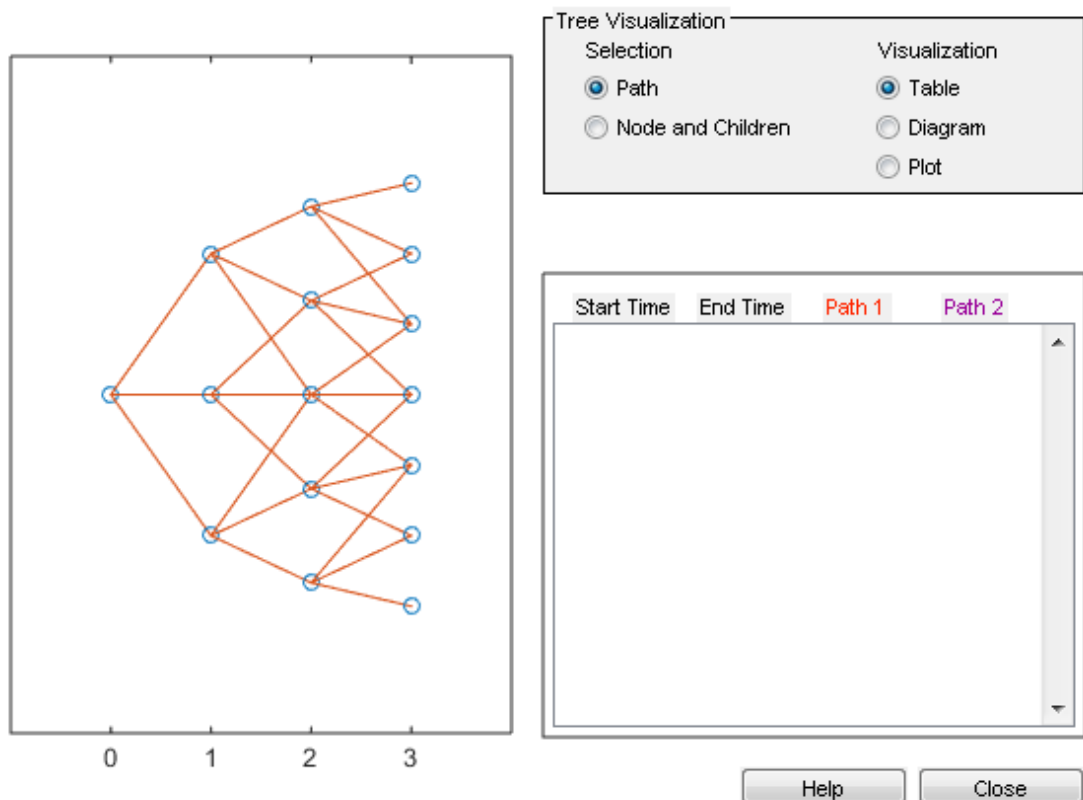 Tree Visualization
Selection
Visualization
Path
Table
Node and Children
Diagram
Plot
Start Time End Time Path 1 Path 2
0 1 2 3
Help Close